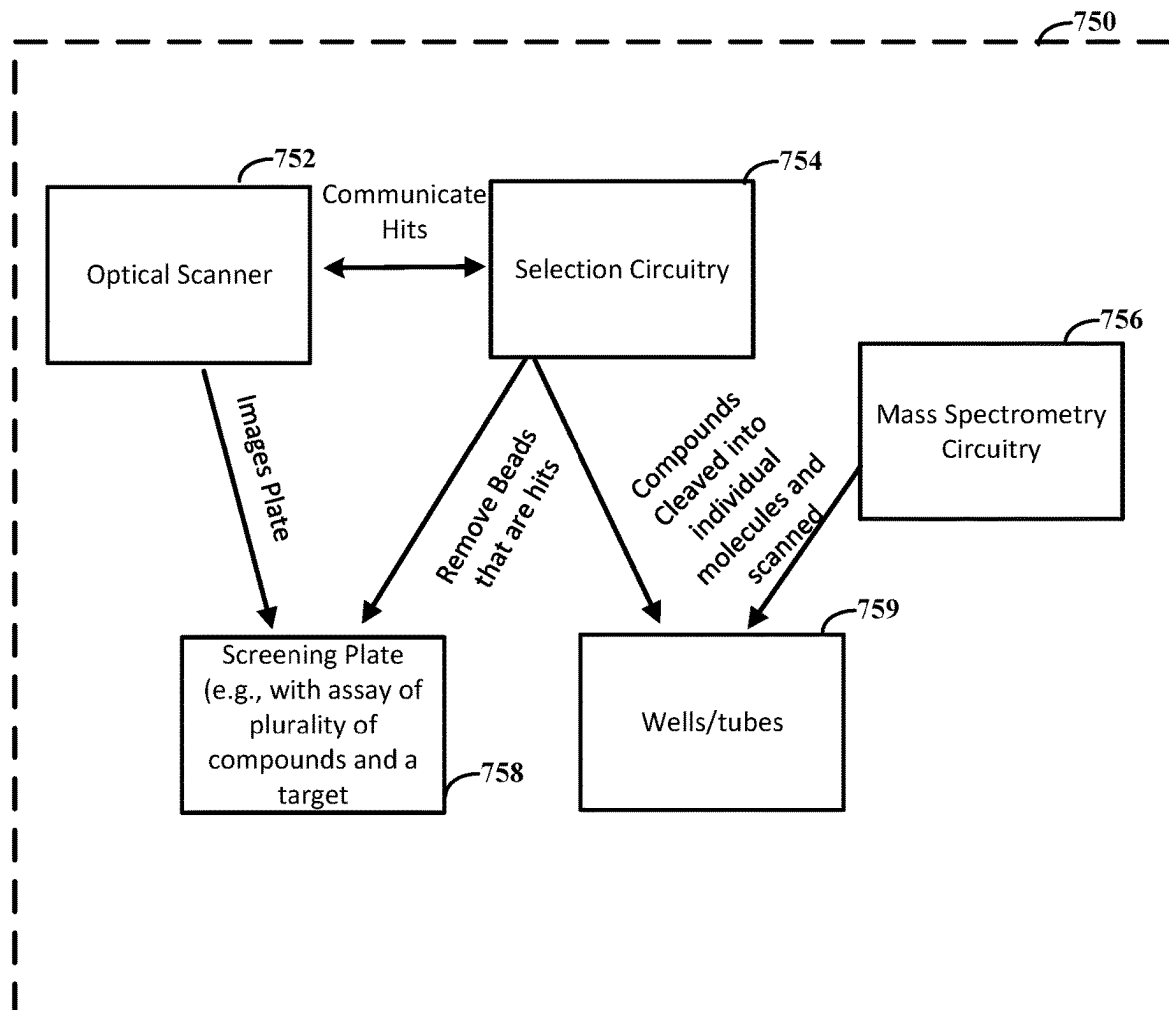 750
752
754
Communicate
Hits
Optical Scanner
Selection Circuitry
756
Mass Spectrometry
Circuitry
Images Plate
Remove Beads
that are hits
Compounds
Cleaved into
individual
molecules and
scanned
759
Screening Plate
(e.g., with assay of
plurality of
compounds and a
target
758
Wells/tubes